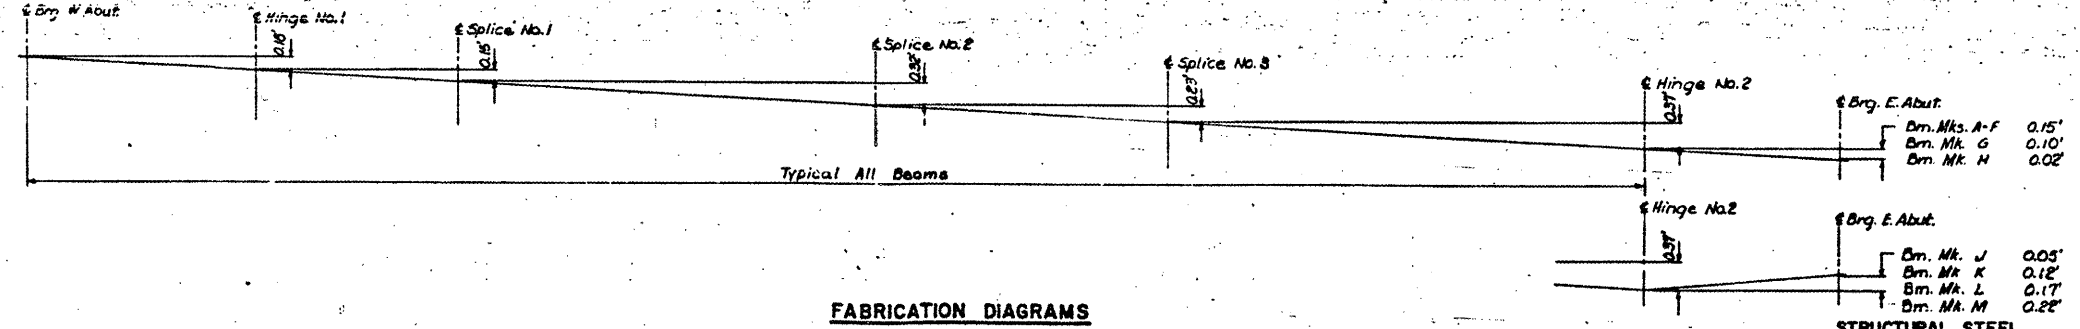 ℄ Brg W Abut.
℄ Hinge No.1
0.18'
℄ Splice No.1
0.15'
℄ Splice No.2
0.32'
℄ Splice No.3
0.23'
℄ Hinge No.2
0.37'
℄ Brg. E. Abut.
Bm. Mks. A-F 0.15'
Bm. Mk. G 0.10'
Bm. Mk. H 0.02'
Typical All Beams
℄ Hinge No.2
0.37'
℄ Brg. E. Abut.
Bm. Mk. J 0.05'
Bm. Mk K 0.12'
Bm. Mk. L 0.17'
Bm. Mk. M 0.22'
FABRICATION DIAGRAMS
STRUCTURAL STEEL